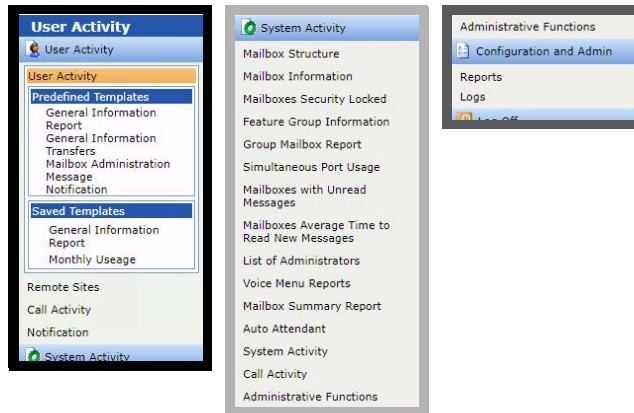 User Activity
User Activity
User Activity
Predefined Templates
General Information
Report
General Information
Transfers
Mailbox Administration
Message
Notification
Saved Templates
General Information
Report
Monthly Useage
Remote Sites
Call Activity
Notification
System Activity
System Activity
Mailbox Structure
Mailbox Information
Mailboxes Security Locked
Feature Group Information
Group Mailbox Report
Simultaneous Port Usage
Mailboxes with Unread
Messages
Mailboxes Average Time to
Read New Messages
List of Administrators
Voice Menu Reports
Mailbox Summary Report
Auto Attendant
System Activity
Call Activity
Administrative Functions
Administrative Functions
Configuration and Admin
Reports
Logs
Log Off